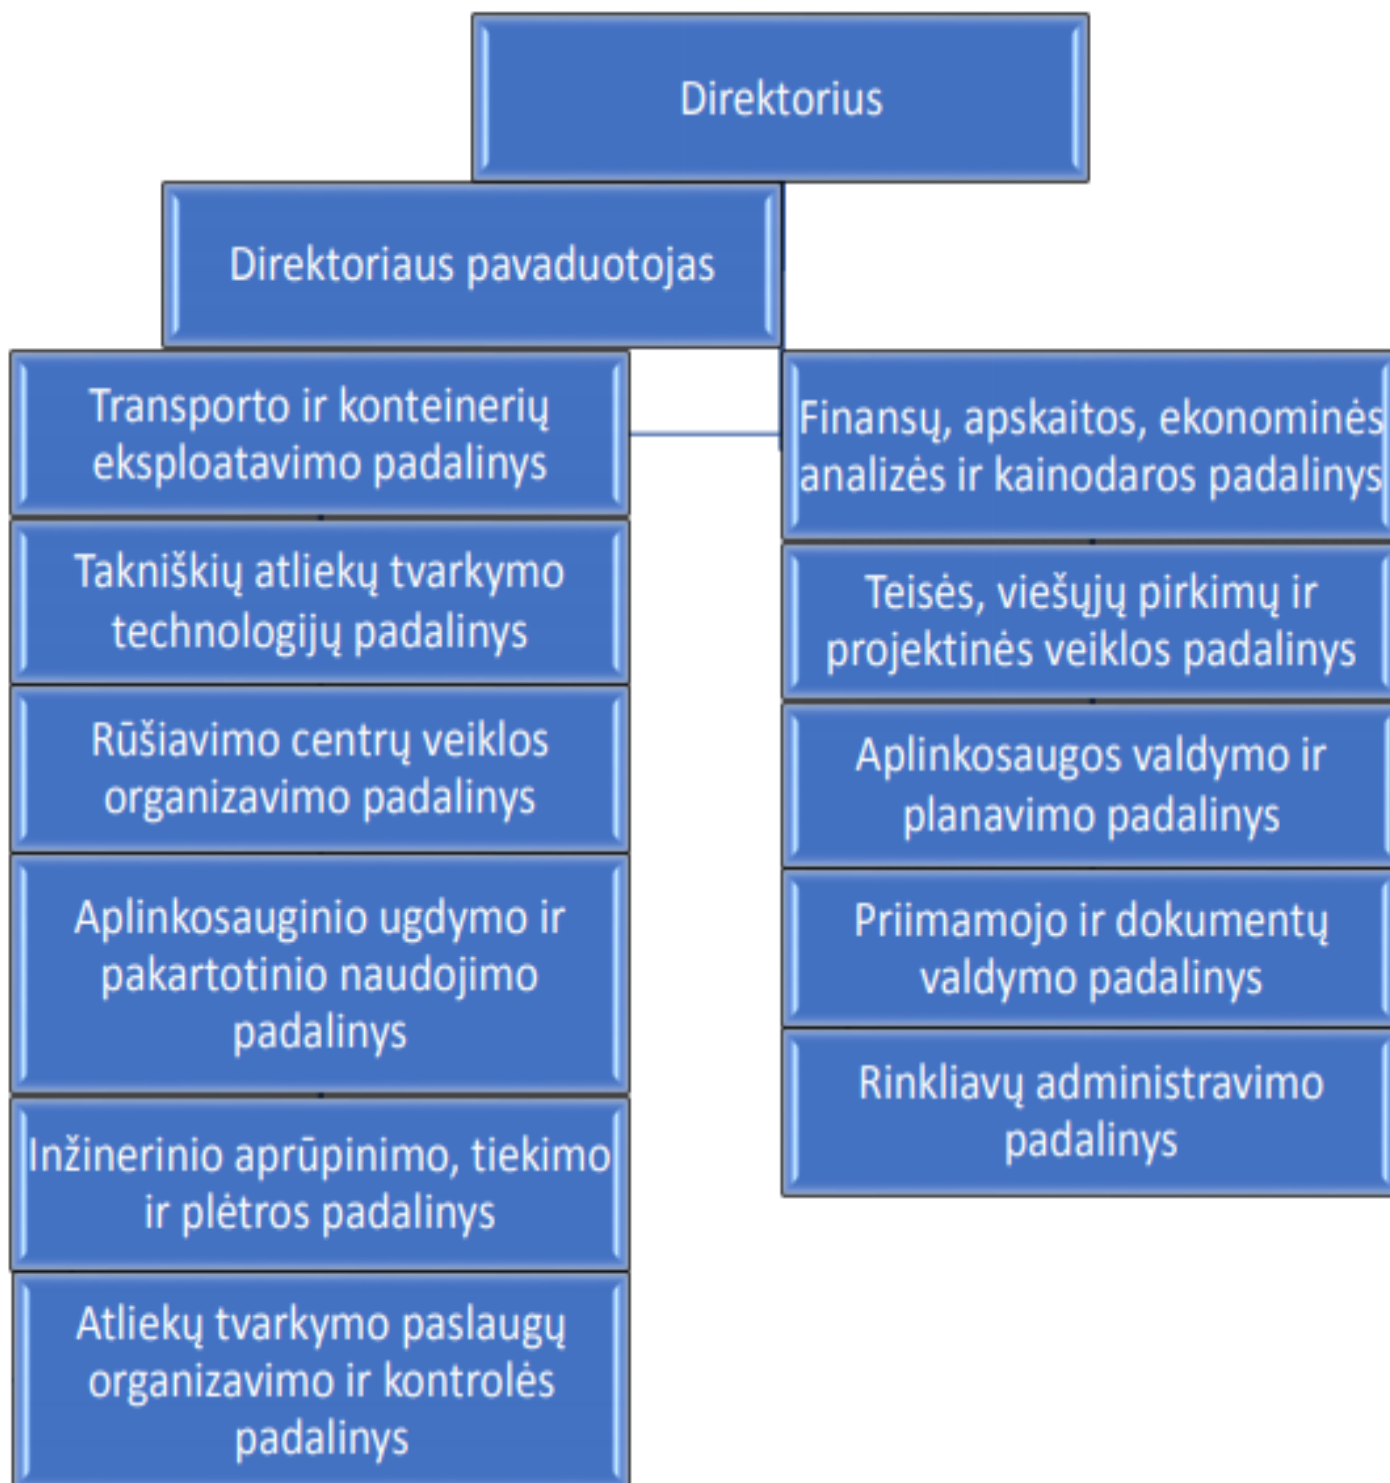 Direktorius
Direktoriaus pavaduotojas
Transporto ir konteinerių
eksploatavimo padalinys
Takniškių atliekų tvarkymo
technologijų padalinys
Rūšiavimo centrų veiklos
organizavimo padalinys
Aplinkosauginio ugdymo ir
pakartotinio naudojimo
padalinys
Inžinerinio aprūpinimo, tiekimo
ir plėtros padalinys
Atliekų tvarkymo paslaugų
organizavimo ir kontrolės
padalinys
Finansų, apskaitos, ekonominės
analizės ir kainodaros padalinys
Teisės, viešųjų pirkimų ir
projektinės veiklos padalinys
Aplinkosaugos valdymo ir
planavimo padalinys
Priimamojo ir dokumentų
valdymo padalinys
Rinkliavų administravimo
padalinys